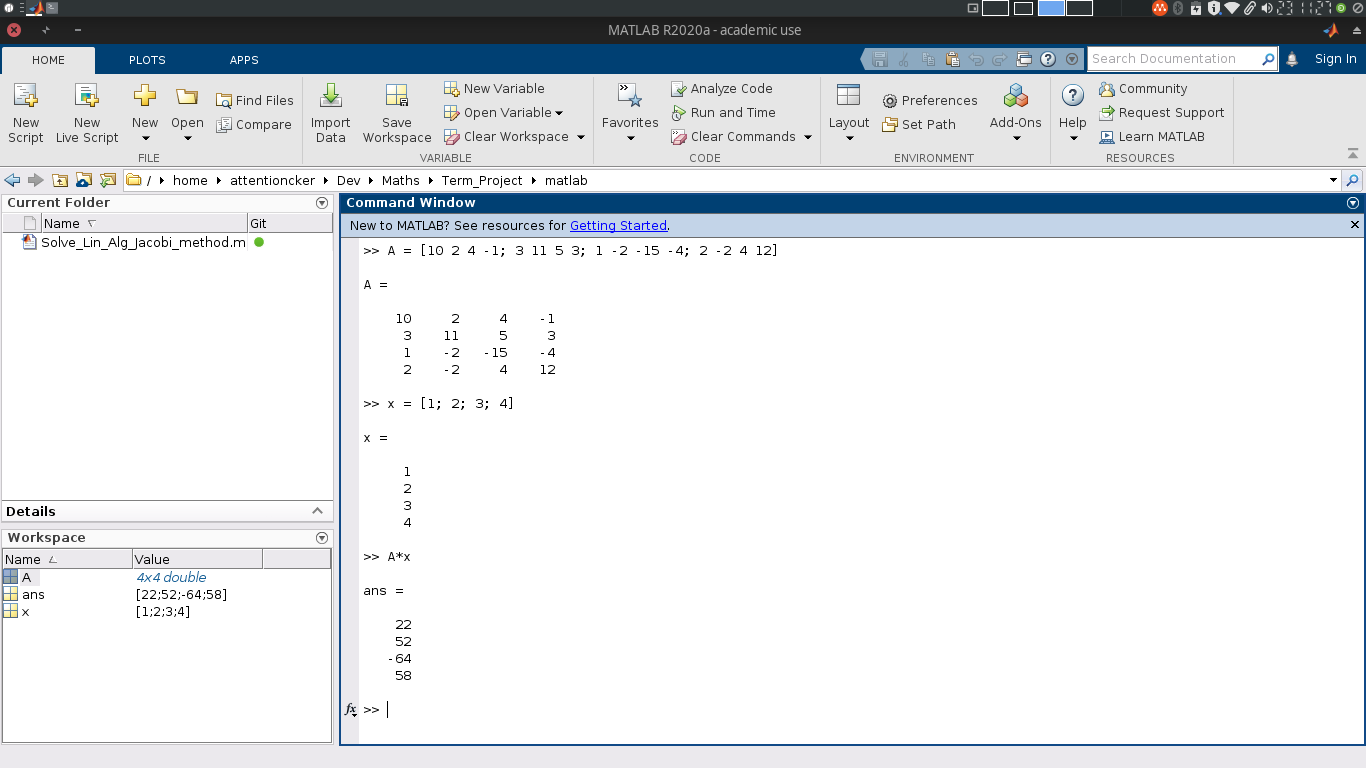 23 11:27
MATLAB R2020a - academic use
HOME PLOTS APPS
Search Documentation
Sign In
New Script
New Live Script
New
Open
Find Files
Compare
Import Data
Save Workspace
New Variable
Open Variable
Clear Workspace
Favorites
Analyze Code
Run and Time
Clear Commands
Layout
Preferences
Set Path
Add-Ons
Help
Community
Request Support
Learn MATLAB
FILE VARIABLE CODE ENVIRONMENT RESOURCES
/ home attentioncker Dev Maths Term_Project matlab
Current Folder
Name Git
Solve_Lin_Alg_Jacobi_method.m
Details
Workspace
Name Value
A 4x4 double
ans [22;52;-64;58]
x [1;2;3;4]
Command Window
New to MATLAB? See resources for Getting Started.
>> A = [10 2 4 -1; 3 11 5 3; 1 -2 -15 -4; 2 -2 4 12]
A =
10 2 4 -1
3 11 5 3
1 -2 -15 -4
2 -2 4 12
>> x = [1; 2; 3; 4]
x =
1
2
3
4
>> A*x
ans =
22
52
-64
58
fx >>